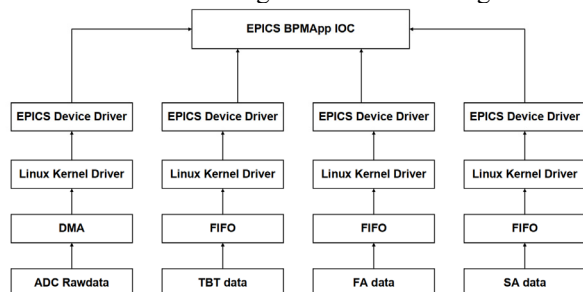 EPICS BPMApp IOC
EPICS Device Driver EPICS Device Driver EPICS Device Driver EPICS Device Driver
Linux Kernel Driver Linux Kernel Driver Linux Kernel Driver Linux Kernel Driver
DMA FIFO FIFO FIFO
ADC Rawdata TBT data FA data SA data